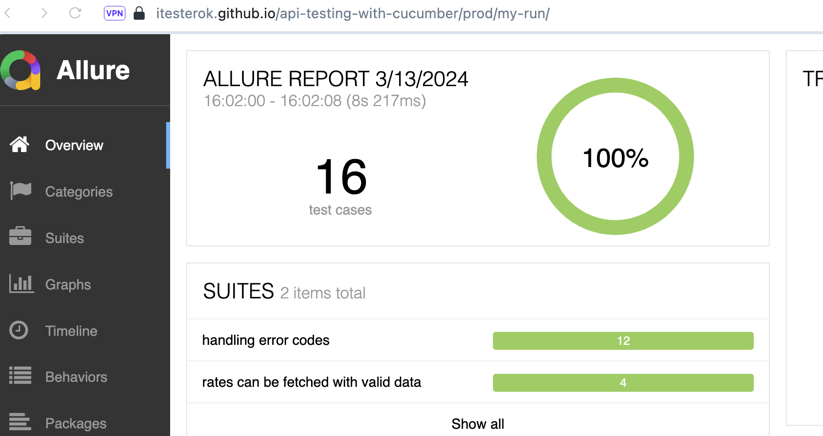 VPN itesterok.github.io/api-testing-with-cucumber/prod/my-run/
Allure
Overview
Categories
Suites
Graphs
Timeline
Behaviors
Packages
ALLURE REPORT 3/13/2024
16:02:00 - 16:02:08 (8s 217ms)
16
test cases
100%
SUITES 2 items total
handling error codes 12
rates can be fetched with valid data 4
Show all
TR